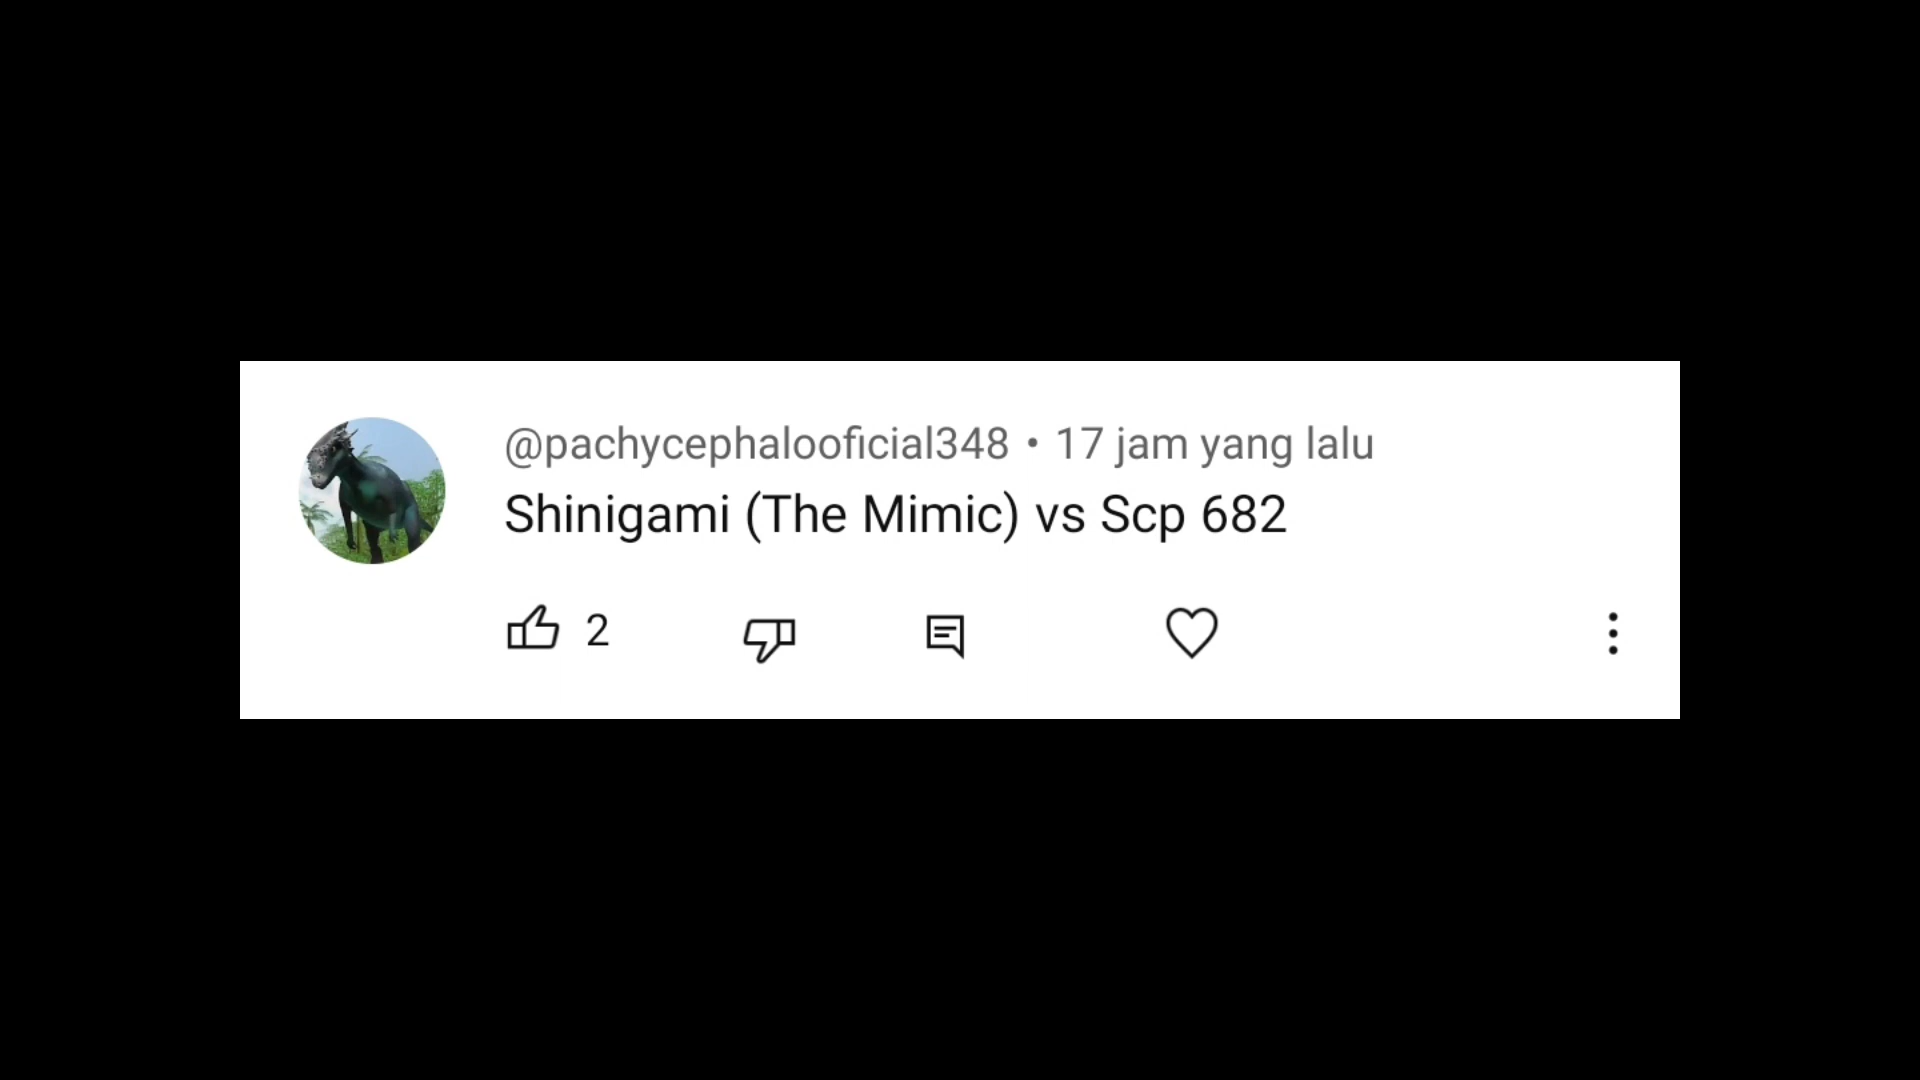 @pachycephalooficial348 • 17 jam yang lalu
Shinigami (The Mimic) vs Scp 682
2